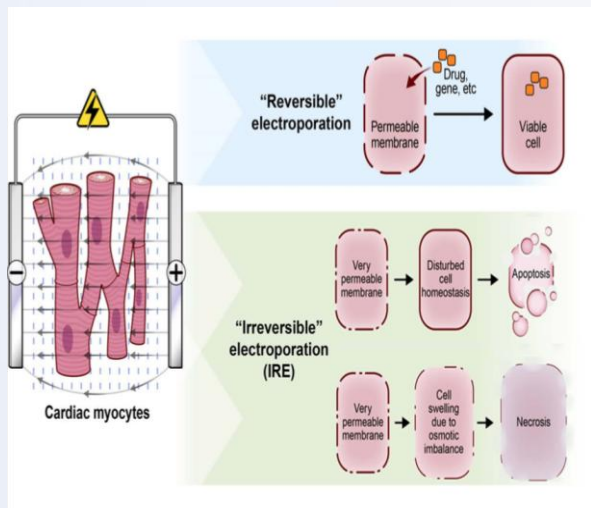 “Reversible”
electroporation
Permeable
membrane
Drug,
gene, etc
Viable
cell
−
+
Cardiac myocytes
“Irreversible”
electroporation
(IRE)
Very
permeable
membrane
Disturbed
cell
homeostasis
Apoptosis
Very
permeable
membrane
Cell
swelling
due to
osmotic
imbalance
Necrosis